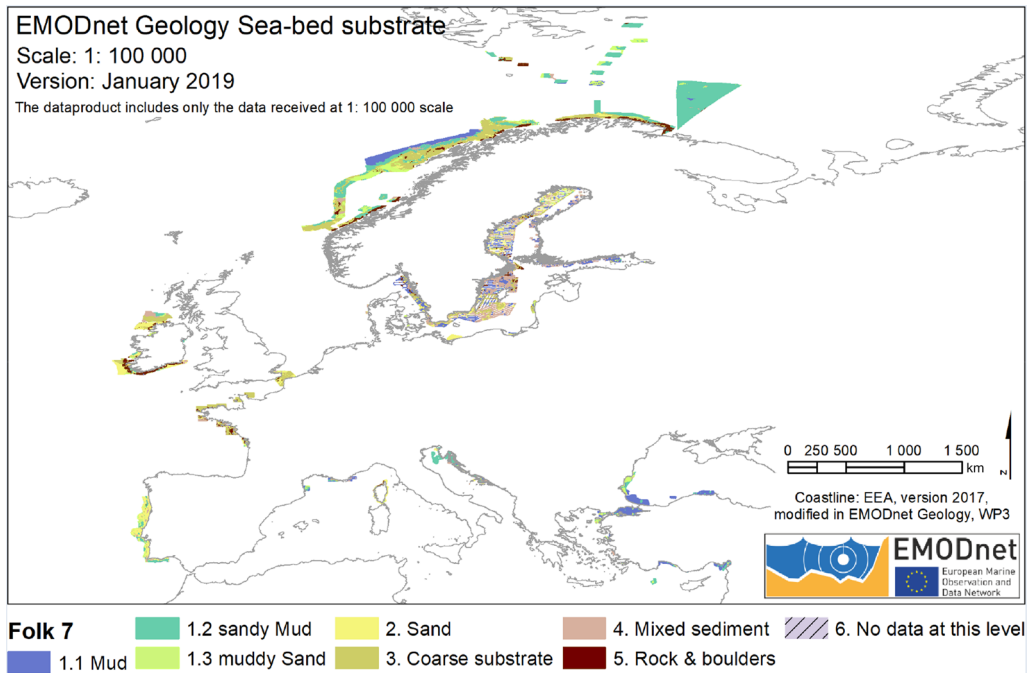 EMODnet Geology Sea-bed substrate
Scale: 1: 100 000
Version: January 2019
The dataproduct includes only the data received at 1: 100 000 scale
0 250 500 1 000 1 500
km
N
Coastline: EEA, version 2017,
modified in EMODnet Geology, WP3
EMODnet
European Marine
Observation and
Data Network
Folk 7
1.1 Mud
1.2 sandy Mud
1.3 muddy Sand
2. Sand
3. Coarse substrate
4. Mixed sediment
5. Rock & boulders
6. No data at this level